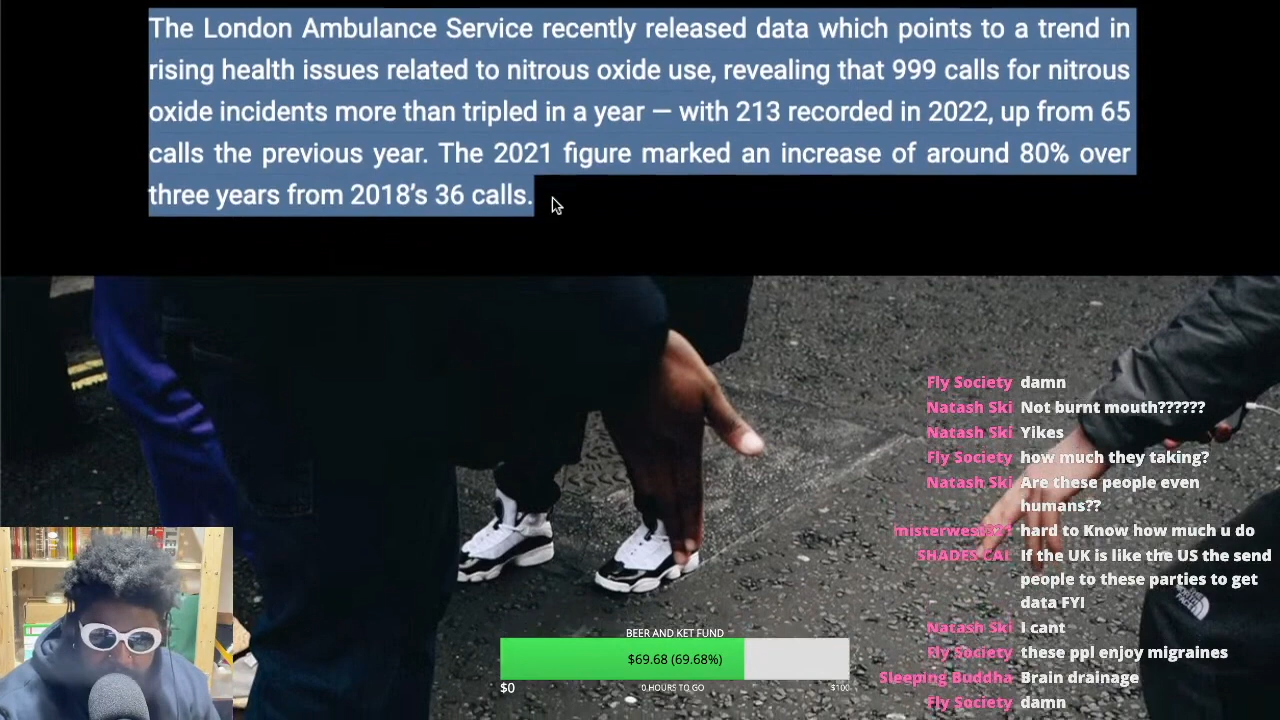 The London Ambulance Service recently released data which points to a trend in
rising health issues related to nitrous oxide use, revealing that 999 calls for nitrous
oxide incidents more than tripled in a year — with 213 recorded in 2022, up from 65
calls the previous year. The 2021 figure marked an increase of around 80% over
three years from 2018’s 36 calls.
Fly Society damn
Natash Ski Not burnt mouth??????
Natash Ski Yikes
Fly Society how much they taking?
Natash Ski Are these people even
humans??
hard to Know how much u do
SHADES CAL If the UK is like the US the send
people to these parties to get
data FYI
Natash Ski I cant
Fly Society these ppl enjoy migraines
Sleeping Buddha Brain drainage
Fly Society damn
THE NORTH FACE
BEER AND KET FUND
$69.68 (69.68%)
$0 0 HOURS TO GO $100